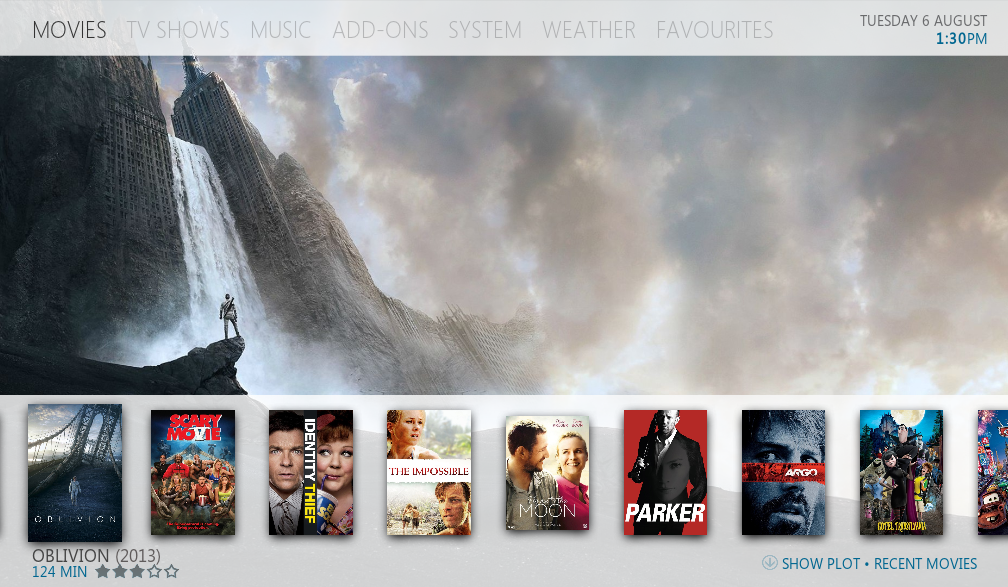 MOVIES TV SHOWS MUSIC ADD-ONS SYSTEM WEATHER FAVOURITES
TUESDAY 6 AUGUST
1:30PM
OBLIVION
SCARY
MOVIE
IDENTITY THIEF
THE IMPOSSIBLE
MOON
PARKER
ARGO
HOTEL TRANSYLVANIA
OBLIVION (2013)
124 MIN
SHOW PLOT • RECENT MOVIES